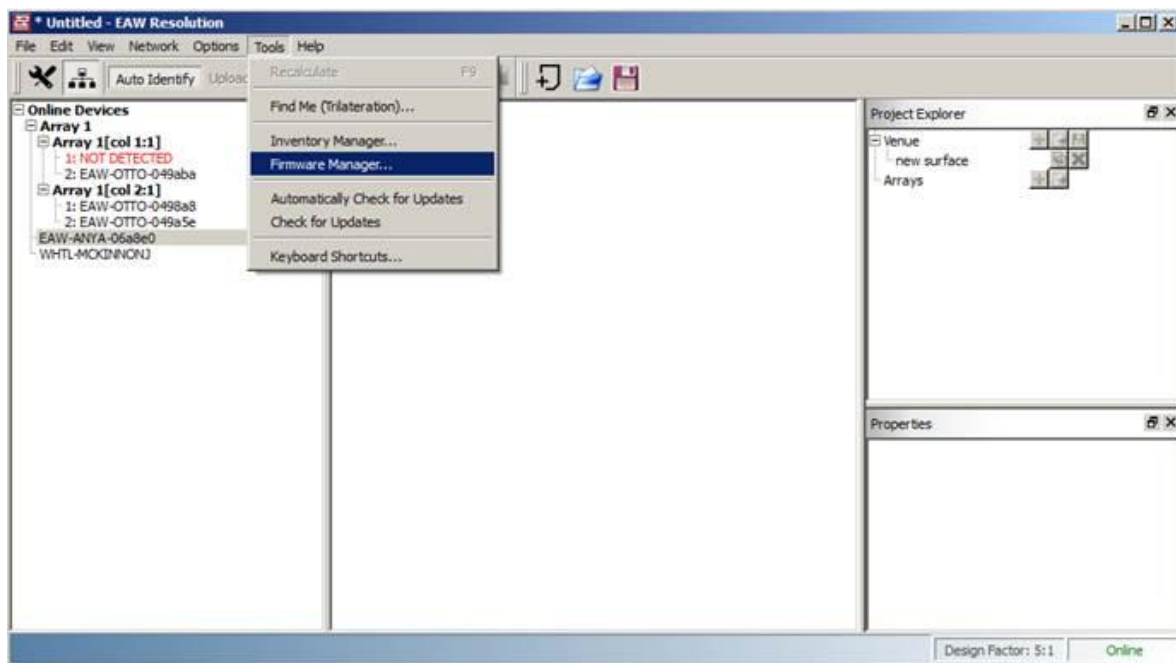 * Untitled - EAW Resolution
File Edit View Network Options Tools Help
Auto Identify
Recalculate F9
Find Me (Trilateration)...
Inventory Manager...
Firmware Manager...
Automatically Check for Updates
Check for Updates
Keyboard Shortcuts...
Online Devices
Array 1
Array 1[col 1:1]
1: NOT DETECTED
2: EAW-OTTO-049aba
Array 1[col 2:1]
1: EAW-OTTO-0498a8
2: EAW-OTTO-049a5e
EAW-ANYA-06a8e0
WHTL-MCKINNONJ
Project Explorer
Venue
new surface
Arrays
Properties
Design Factor: 5:1 Online